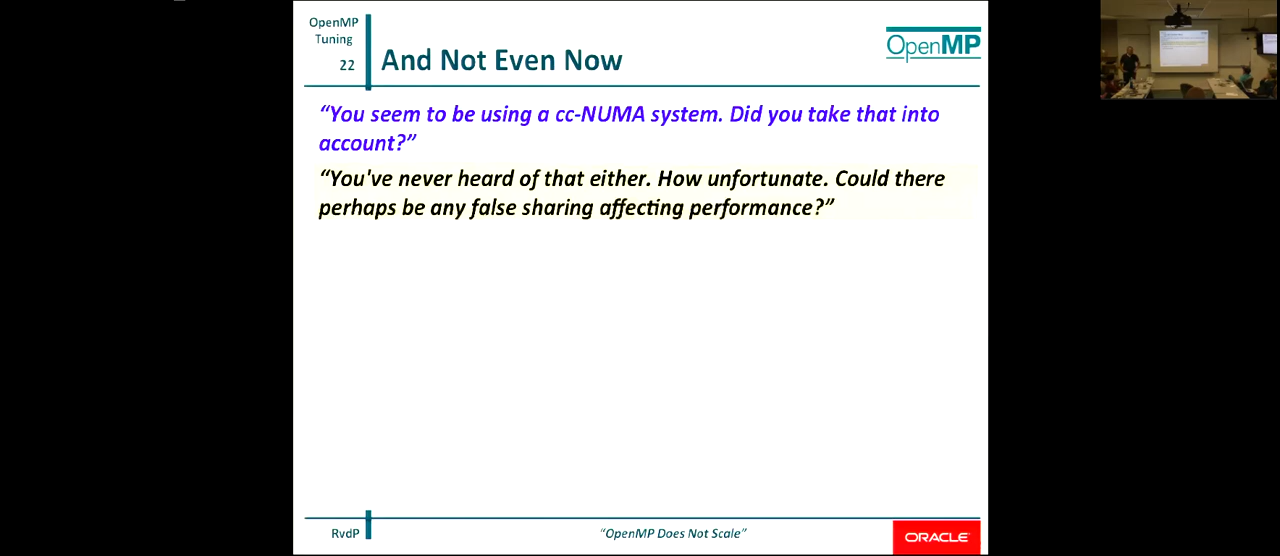 OpenMP
Tuning
22
And Not Even Now
OpenMP
“You seem to be using a cc-NUMA system. Did you take that into
account?”
“You've never heard of that either. How unfortunate. Could there
perhaps be any false sharing affecting performance?”
RvdP
“OpenMP Does Not Scale”
ORACLE